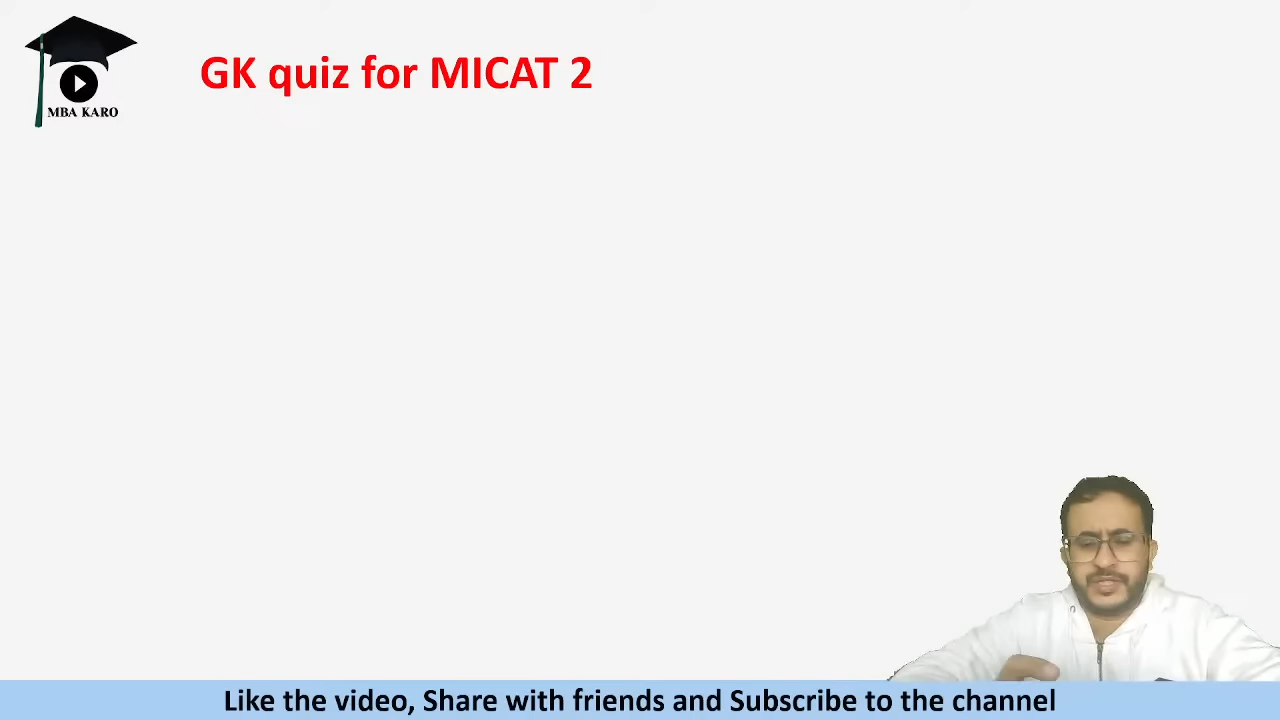 GK quiz for MICAT 2
MBA KARO
Like the video, Share with friends and Subscribe to the channel